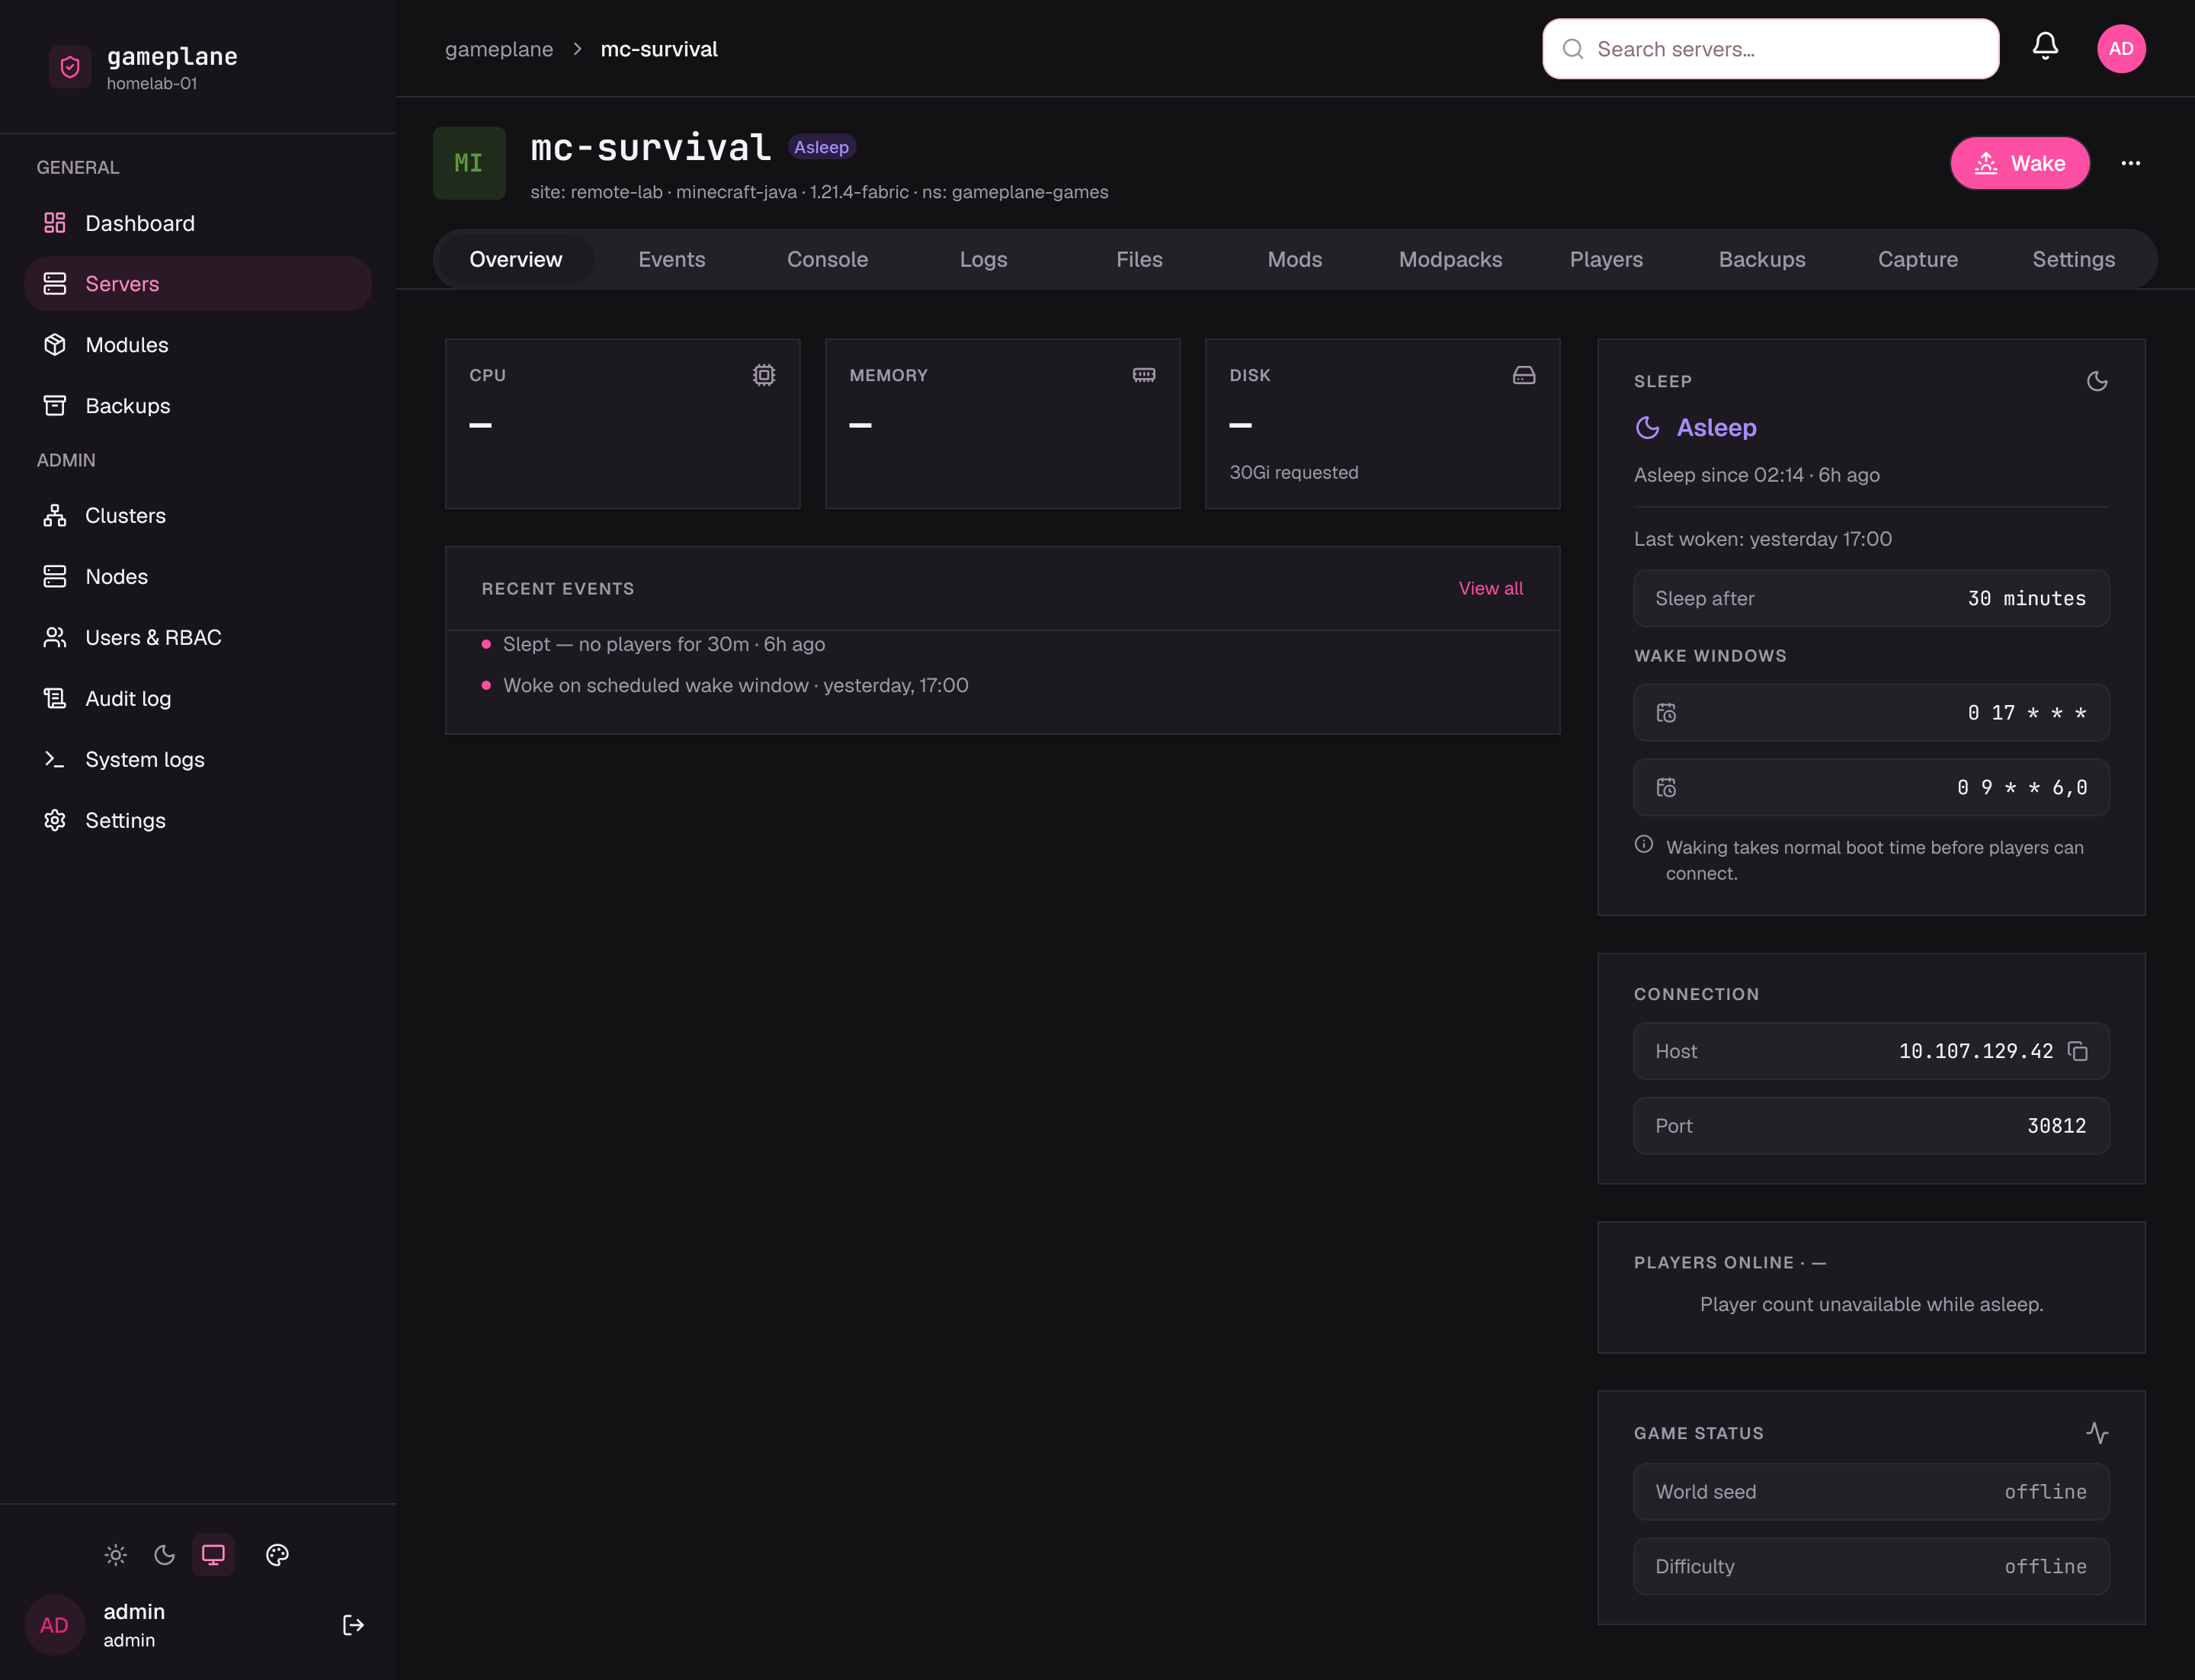 gameplane
homelab-01
GENERAL
Dashboard
Servers
Modules
Backups
ADMIN
Clusters
Nodes
Users & RBAC
Audit log
System logs
Settings
AD
admin
admin
gameplane > mc-survival
Search servers...
AD
MI
mc-survival
Asleep
site: remote-lab · minecraft-java · 1.21.4-fabric · ns: gameplane-games
Wake
Overview
Events
Console
Logs
Files
Mods
Modpacks
Players
Backups
Capture
Settings
CPU
—
MEMORY
—
DISK
—
30Gi requested
RECENT EVENTS
View all
Slept — no players for 30m · 6h ago
Woke on scheduled wake window · yesterday, 17:00
SLEEP
Asleep
Asleep since 02:14 · 6h ago
Last woken: yesterday 17:00
Sleep after 30 minutes
WAKE WINDOWS
0 17 * * *
0 9 * * 6,0
Waking takes normal boot time before players can
connect.
CONNECTION
Host 10.107.129.42
Port 30812
PLAYERS ONLINE · —
Player count unavailable while asleep.
GAME STATUS
World seed offline
Difficulty offline